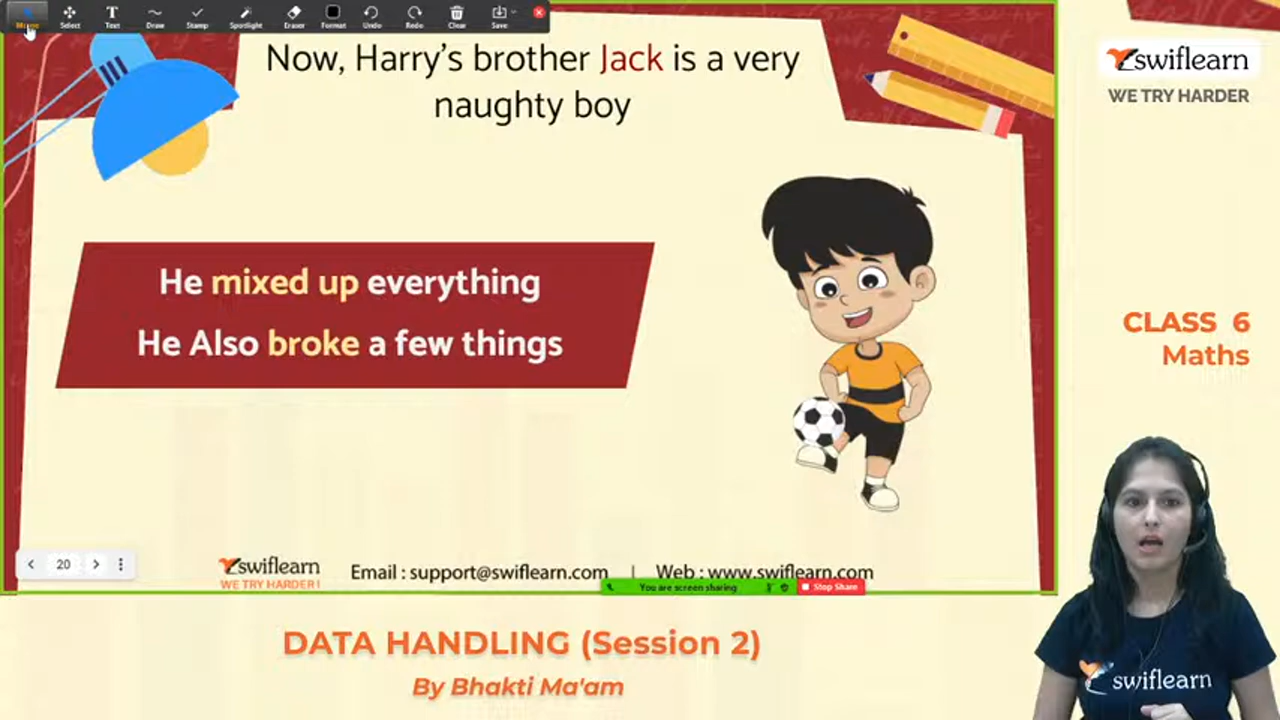 Mouse Select Text Draw Stamp Spotlight Eraser Format Undo Redo Clear Save
Now, Harry's brother Jack is a very
naughty boy
swiflearn
WE TRY HARDER
He mixed up everything
He Also broke a few things
CLASS 6
Maths
20
swiflearn
WE TRY HARDER !
Email : support@swiflearn.com | Web : www.swiflearn.com
You are screen sharing Stop Share
DATA HANDLING (Session 2)
By Bhakti Ma'am
swiflearn